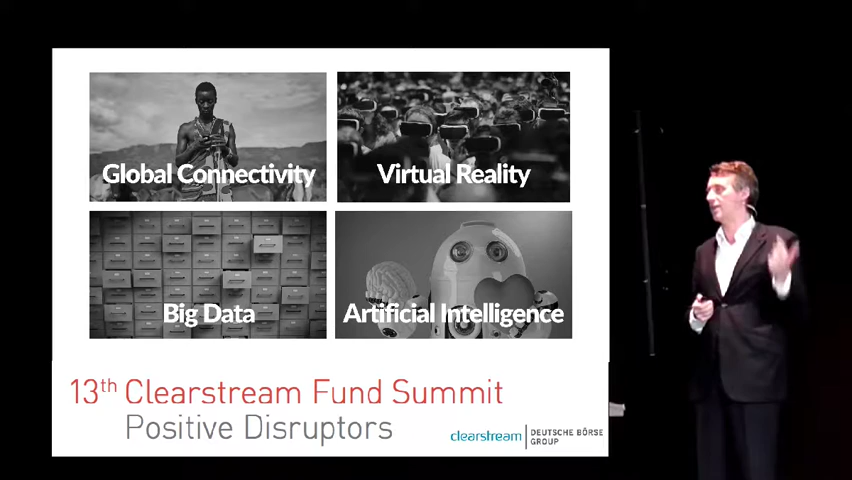 Global Connectivity
Virtual Reality
Big Data
Artificial Intelligence
13th Clearstream Fund Summit
Positive Disruptors
clearstream
DEUTSCHE BÖRSE
GROUP